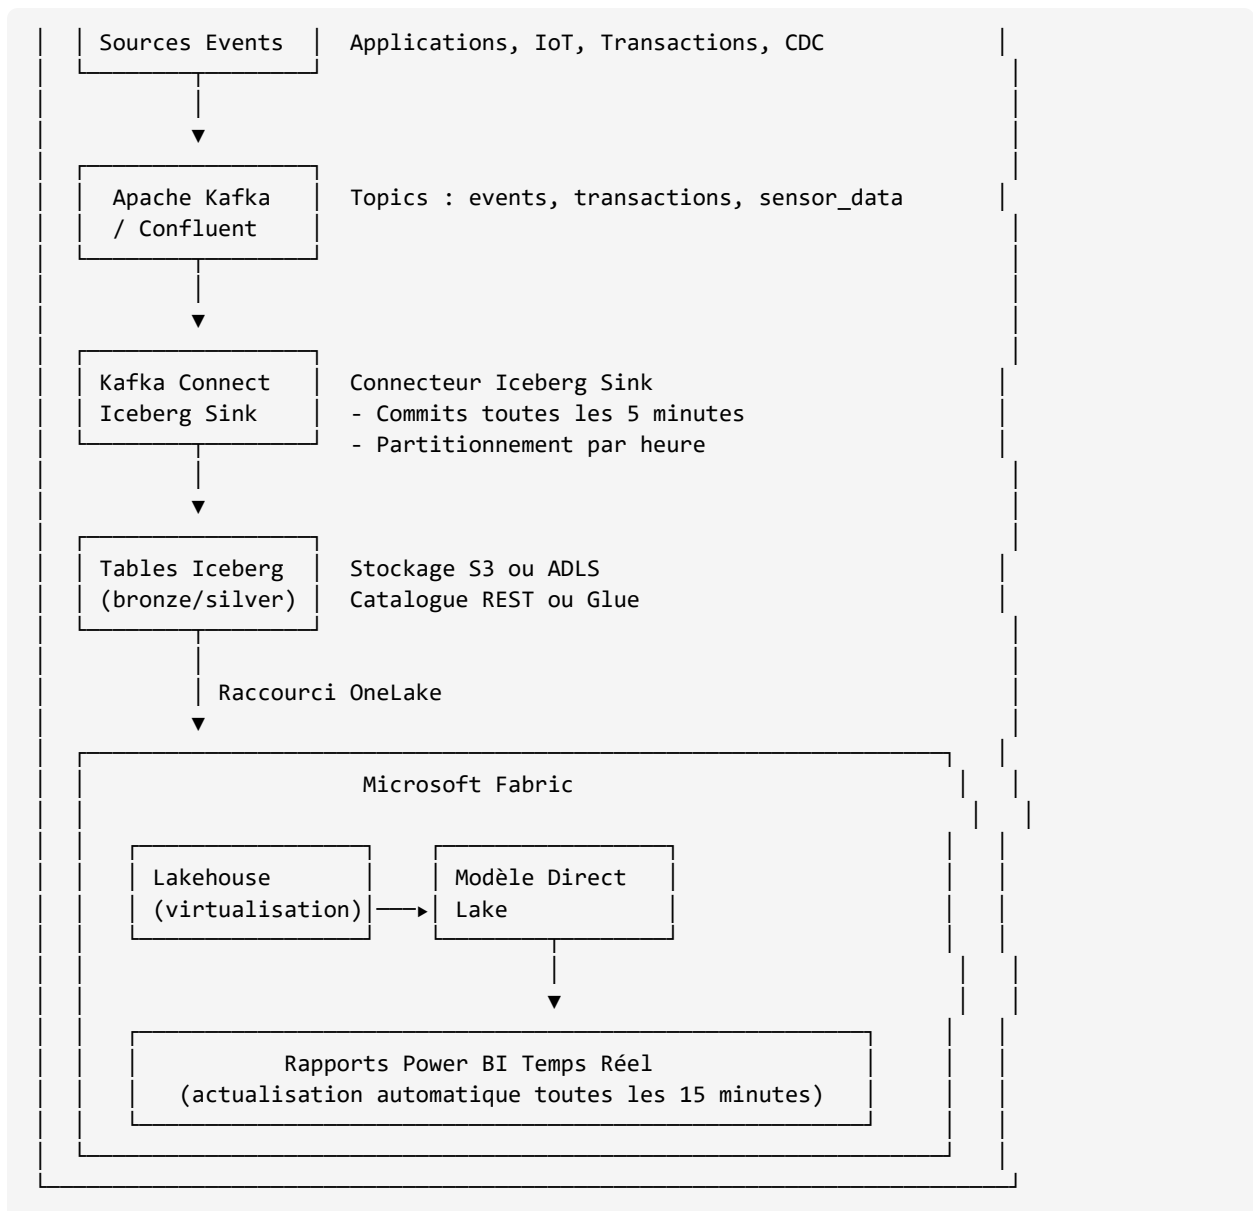 Sources Events Applications, IoT, Transactions, CDC
Apache Kafka Topics : events, transactions, sensor_data
/ Confluent
Kafka Connect Connecteur Iceberg Sink
Iceberg Sink - Commits toutes les 5 minutes
- Partitionnement par heure
Tables Iceberg Stockage S3 ou ADLS
(bronze/silver) Catalogue REST ou Glue
Raccourci OneLake
Microsoft Fabric
Lakehouse Modèle Direct
(virtualisation) Lake
Rapports Power BI Temps Réel
(actualisation automatique toutes les 15 minutes)